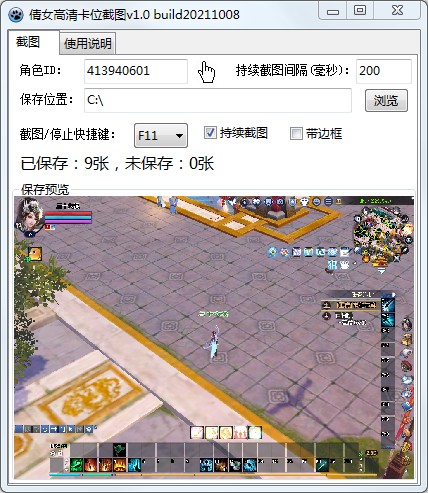 倩女高清卡位截图v1.0 build20211008
截图 使用说明
角色ID： 413940601 持续截图间隔(毫秒)： 200
保存位置： C:\ 浏览
截图/停止快捷键： F11 持续截图 带边框
已保存：9张，未保存：0张
保存预览